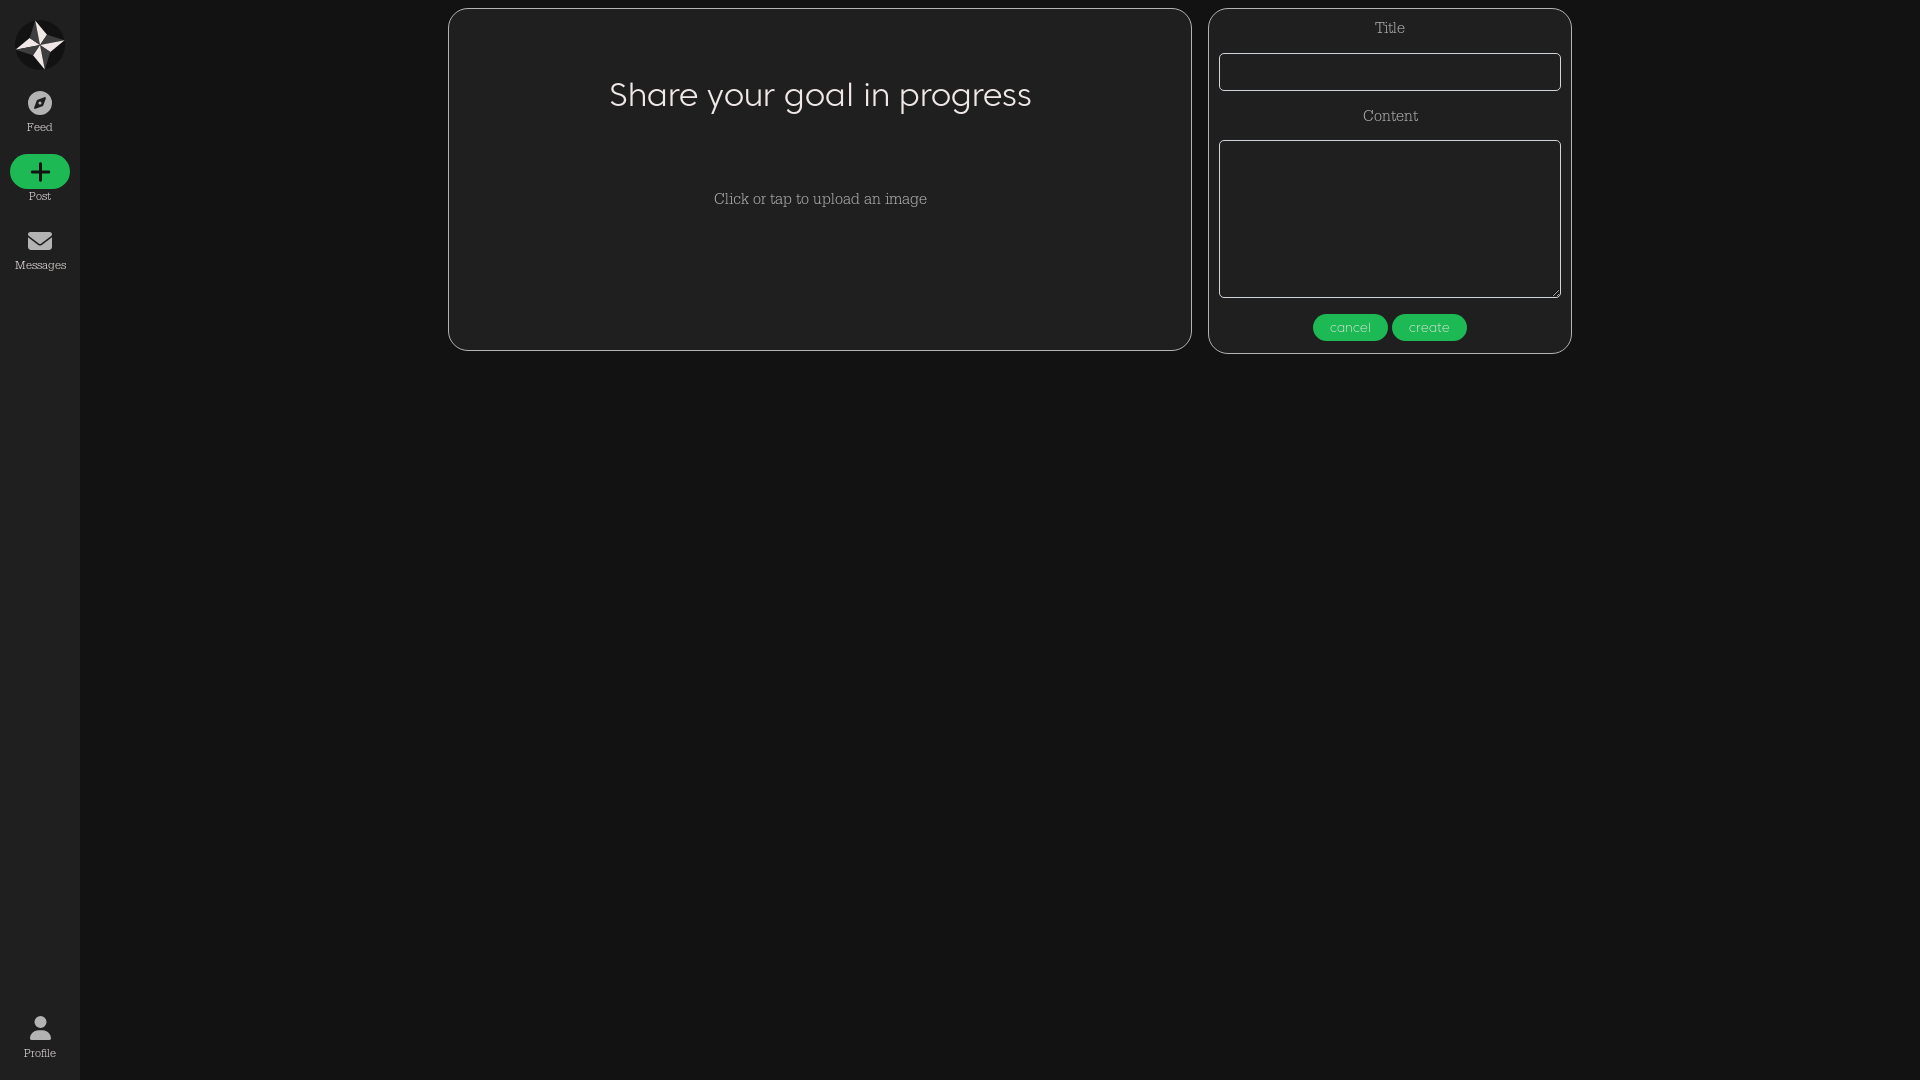 Feed
Post
Messages
Profile
Share your goal in progress
Click or tap to upload an image
Title
Content
cancel
create